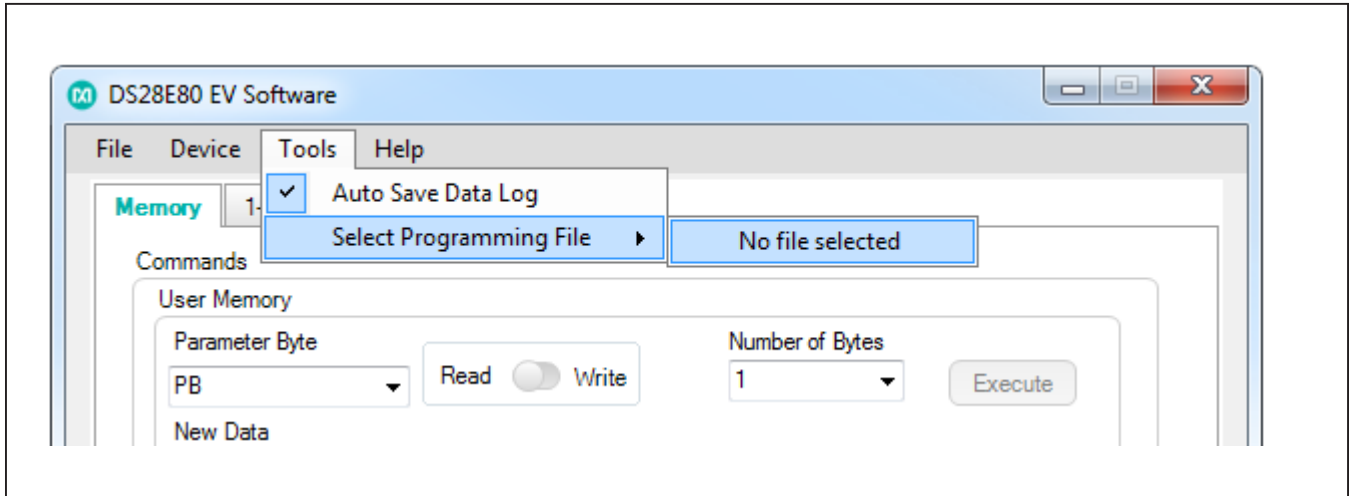 DS28E80 EV Software
File Device Tools Help
Auto Save Data Log
Memory 1-
Select Programming File No file selected
Commands
User Memory
Parameter Byte Number of Bytes
PB Read Write 1 Execute
New Data